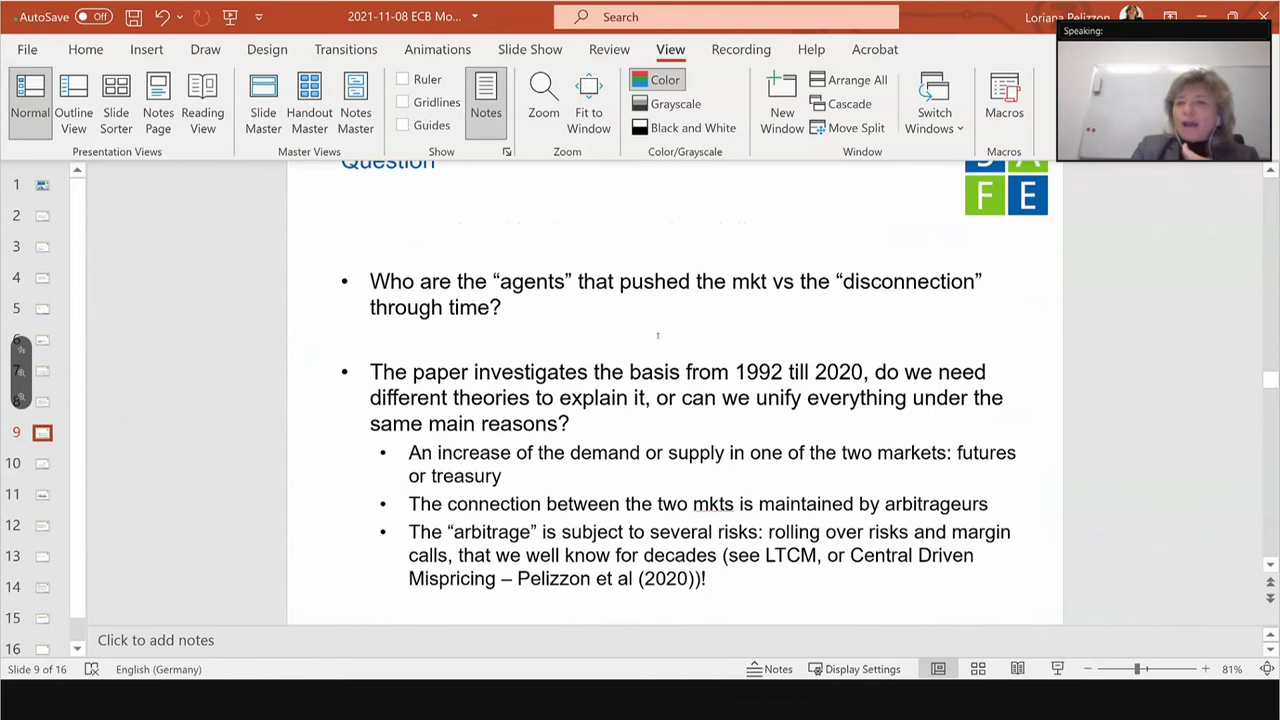 AutoSave Off 2021-11-08 ECB Mo... Search Loriana Pelizzon
Speaking:
File Home Insert Draw Design Transitions Animations Slide Show Review View Recording Help Acrobat
Normal Outline View Slide Sorter Notes Page Reading View
Slide Master Handout Master Notes Master
Ruler
Gridlines
Guides
Notes
Zoom Fit to Window
Color
Grayscale
Black and White
New Window
Arrange All
Cascade
Move Split
Switch Windows
Macros
Presentation Views Master Views Show Zoom Color/Grayscale Window Macros
1
2
3
4
5
6
7
9
10
11
12
13
14
15
16
Question
F E
• Who are the “agents” that pushed the mkt vs the “disconnection”
through time?
• The paper investigates the basis from 1992 till 2020, do we need
different theories to explain it, or can we unify everything under the
same main reasons?
• An increase of the demand or supply in one of the two markets: futures
or treasury
• The connection between the two mkts is maintained by arbitrageurs
• The “arbitrage” is subject to several risks: rolling over risks and margin
calls, that we well know for decades (see LTCM, or Central Driven
Mispricing – Pelizzon et al (2020))!
Click to add notes
Slide 9 of 16 English (Germany) Notes Display Settings 81%